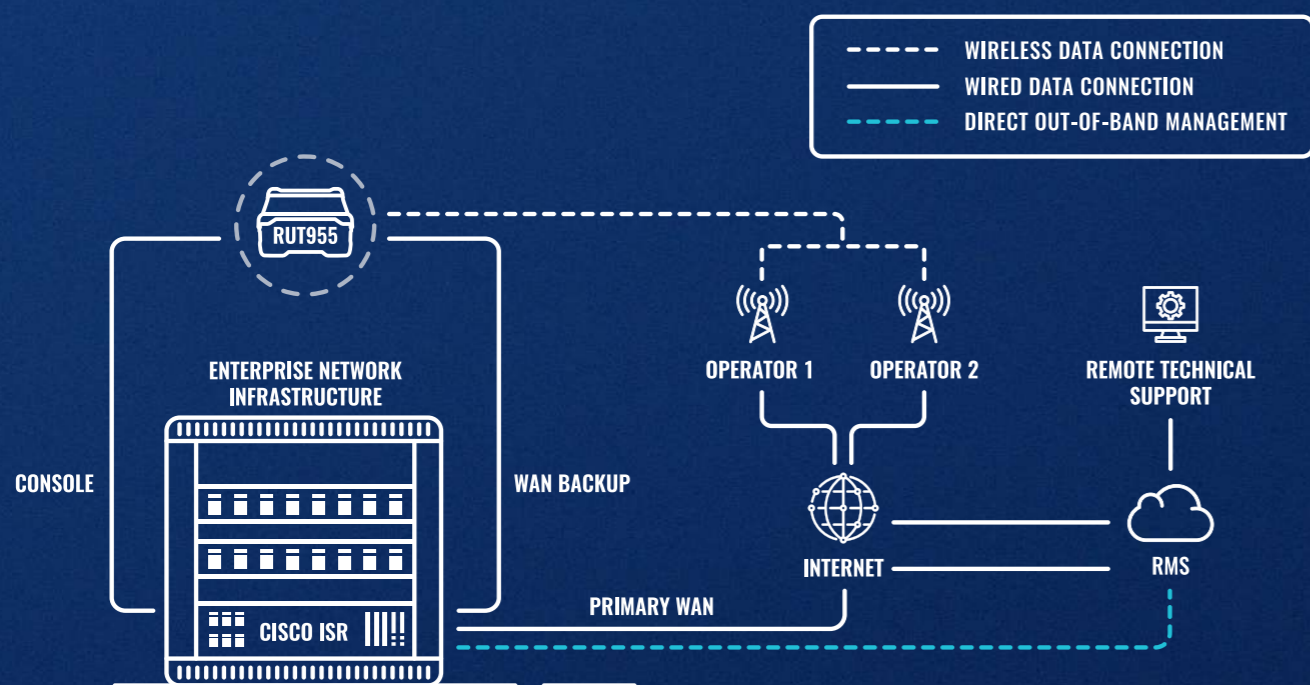 WIRELESS DATA CONNECTION
WIRED DATA CONNECTION
DIRECT OUT-OF-BAND MANAGEMENT
RUT955
OPERATOR 1
OPERATOR 2
REMOTE TECHNICAL
SUPPORT
ENTERPRISE NETWORK
INFRASTRUCTURE
CONSOLE
WAN BACKUP
INTERNET
RMS
PRIMARY WAN
CISCO ISR